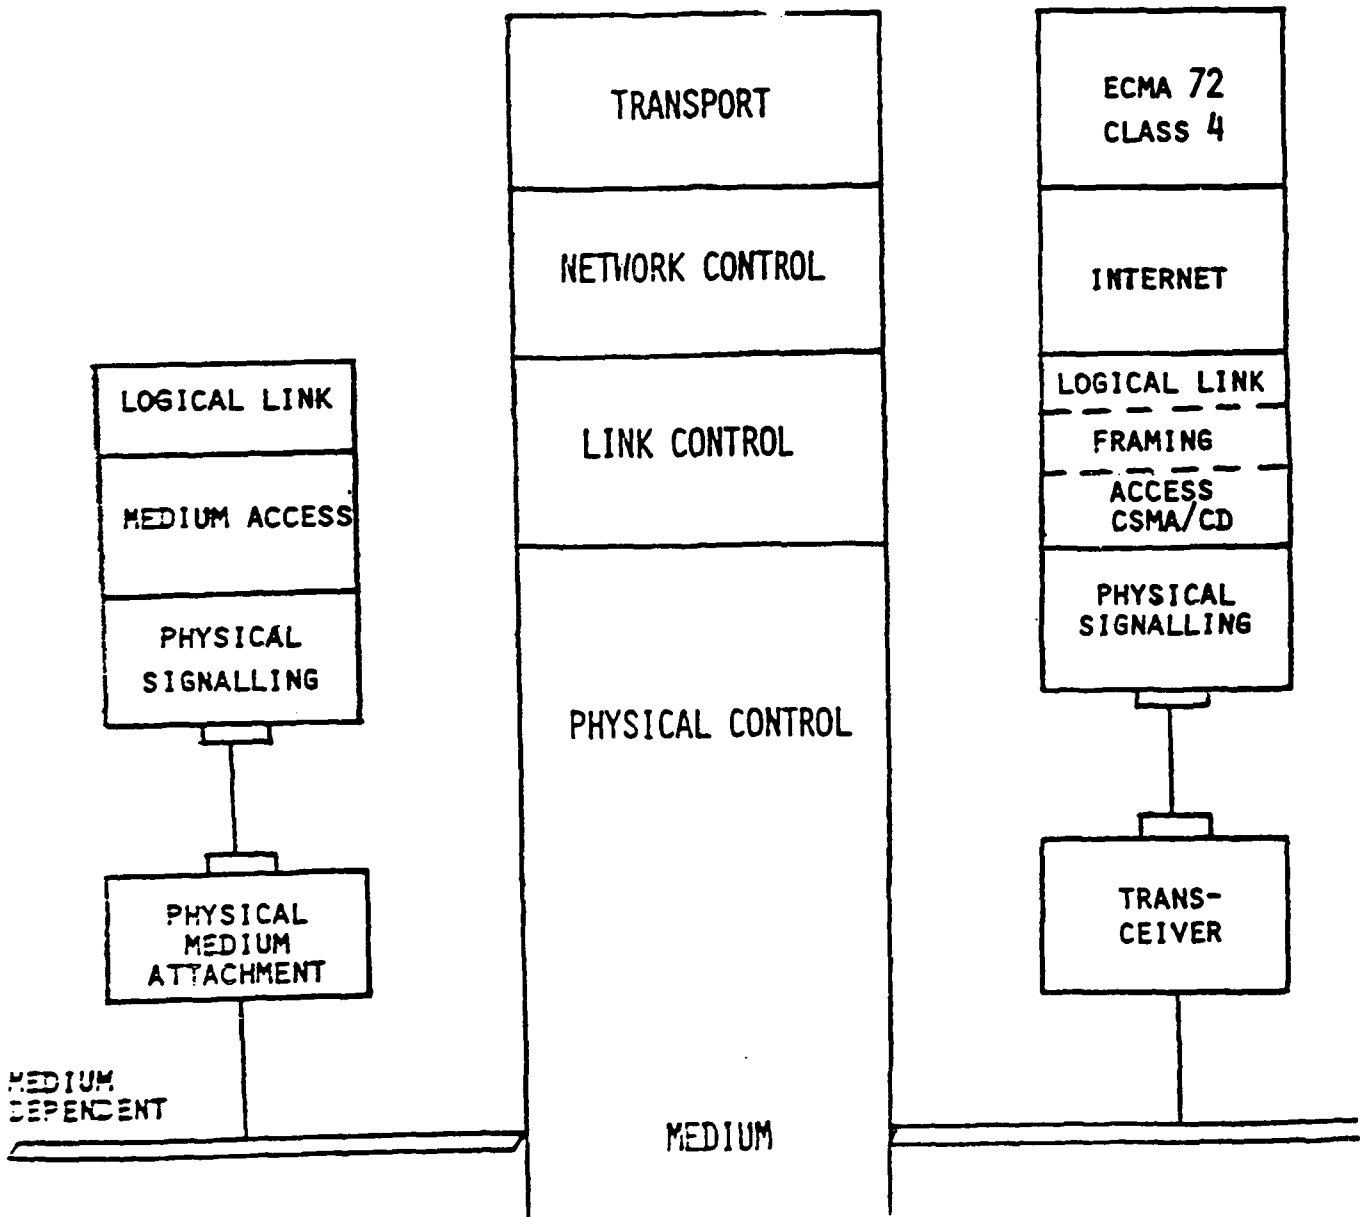 LOGICAL LINK
MEDIUM ACCESS
PHYSICAL
SIGNALLING
PHYSICAL
MEDIUM
ATTACHMENT
MEDIUM
DEPENDENT
TRANSPORT
NETWORK CONTROL
LINK CONTROL
PHYSICAL CONTROL
MEDIUM
ECMA 72
CLASS 4
INTERNET
LOGICAL LINK
FRAMING
ACCESS
CSMA/CD
PHYSICAL
SIGNALLING
TRANS-
CEIVER